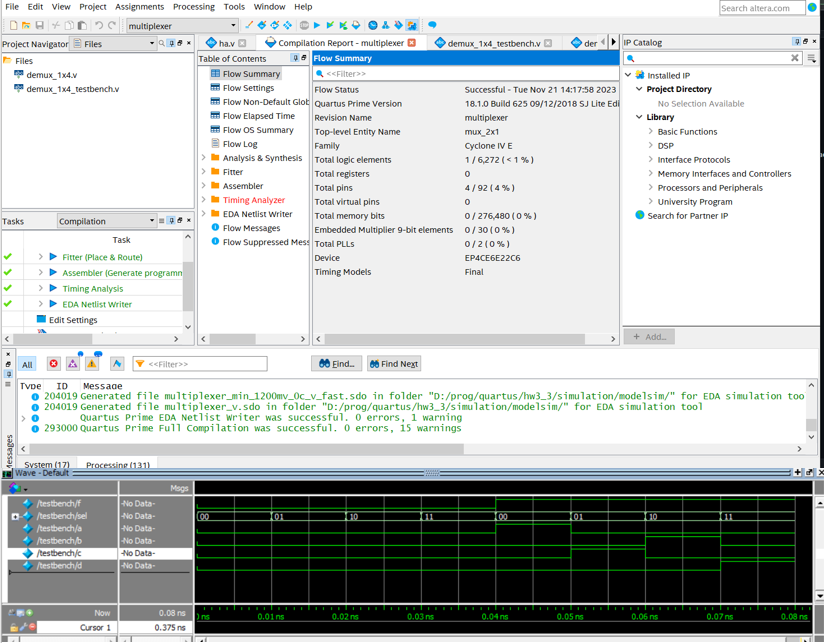 File Edit View Project Assignments Processing Tools Window Help
Search altera.com
multiplexer
Project Navigator Files
Files
demux_1x4.v
demux_1x4_testbench.v
Tasks Compilation
Task
Fitter (Place & Route)
Assembler (Generate programm
Timing Analysis
EDA Netlist Writer
Edit Settings
ha.v Compilation Report - multiplexer demux_1x4_testbench.v der
Table of Contents
Flow Summary
Flow Settings
Flow Non-Default Glob
Flow Elapsed Time
Flow OS Summary
Flow Log
Analysis & Synthesis
Fitter
Assembler
Timing Analyzer
EDA Netlist Writer
Flow Messages
Flow Suppressed Mess
Flow Summary
<<Filter>>
Flow Status Successful - Tue Nov 21 14:17:58 2023
Quartus Prime Version 18.1.0 Build 625 09/12/2018 SJ Lite Edi
Revision Name multiplexer
Top-level Entity Name mux_2x1
Family Cyclone IV E
Total logic elements 1 / 6,272 ( < 1 % )
Total registers 0
Total pins 4 / 92 ( 4 % )
Total virtual pins 0
Total memory bits 0 / 276,480 ( 0 % )
Embedded Multiplier 9-bit elements 0 / 30 ( 0 % )
Total PLLs 0 / 2 ( 0 % )
Device EP4CE6E22C6
Timing Models Final
IP Catalog
Installed IP
Project Directory
No Selection Available
Library
Basic Functions
DSP
Interface Protocols
Memory Interfaces and Controllers
Processors and Peripherals
University Program
Search for Partner IP
+ Add...
All <<Filter>> Find... Find Next
Type ID Message
204019 Generated file multiplexer_min_1200mv_0c_v_fast.sdo in folder "D:/prog/quartus/hw3_3/simulation/modelsim/" for EDA simulation too
204019 Generated file multiplexer_v.sdo in folder "D:/prog/quartus/hw3_3/simulation/modelsim/" for EDA simulation tool
Quartus Prime EDA Netlist Writer was successful. 0 errors, 1 warning
293000 Quartus Prime Full Compilation was successful. 0 errors, 15 warnings
Messages
System (17) Processing (131)
Wave - Default
Msgs
/testbench/f -No Data-
/testbench/sel -No Data- 00 01 10 11 00 01 10 11
/testbench/a -No Data-
/testbench/b -No Data-
/testbench/c -No Data-
/testbench/d -No Data-
Now 0.08 ns
ns 0.01 ns 0.02 ns 0.03 ns 0.04 ns 0.05 ns 0.06 ns 0.07 ns 0.08 ns
Cursor 1 0.375 ns